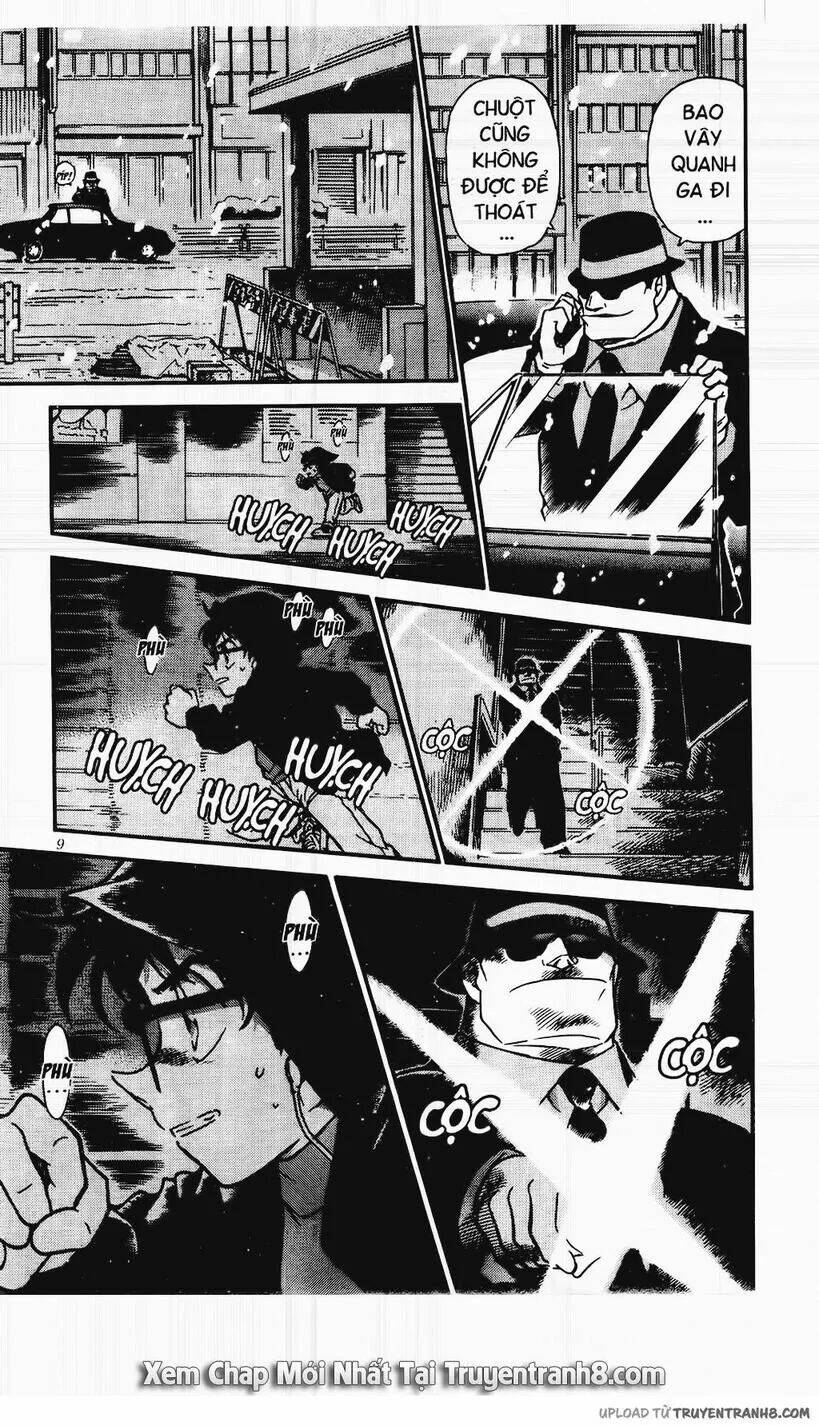 BAO
VÂY
QUANH
GA ĐI
...
CHUỘT
CŨNG
KHÔNG
ĐƯỢC ĐỂ
THOÁT
...
PÍP!
PHÙ
PHÙ
HUỴCH
HUỴCH
HUỴCH
CỘC
CỘC
PHÙ
PHÙ
PHÙ
HUỴCH
HUỴCH
HUỴCH
9
CỘC
CỘC
PHÙ
...
PHÙ
...
Xem Chap Mới Nhất Tại Truyentranh8.com
UPLOAD TỪ TRUYENTRANH8.COM